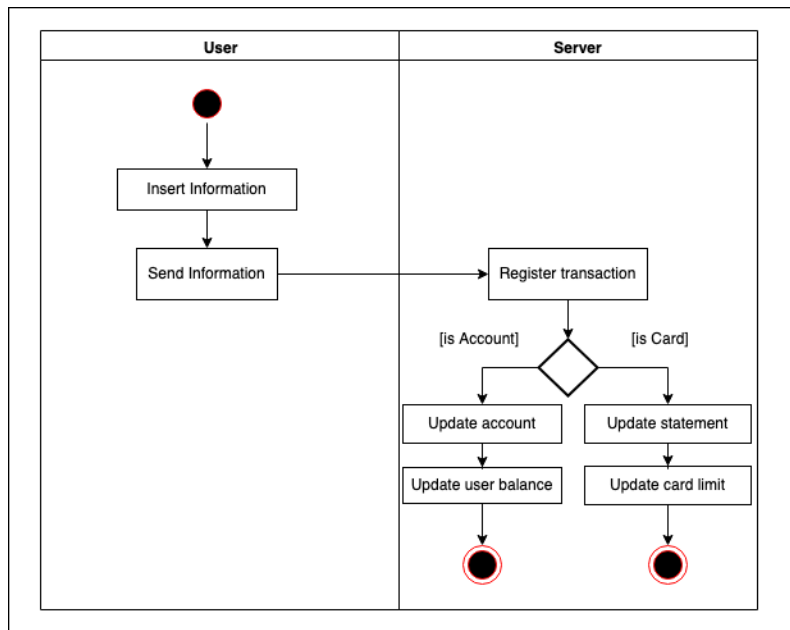 User
Server
Insert Information
Send Information
Register transaction
[is Account]
[is Card]
Update account
Update statement
Update user balance
Update card limit